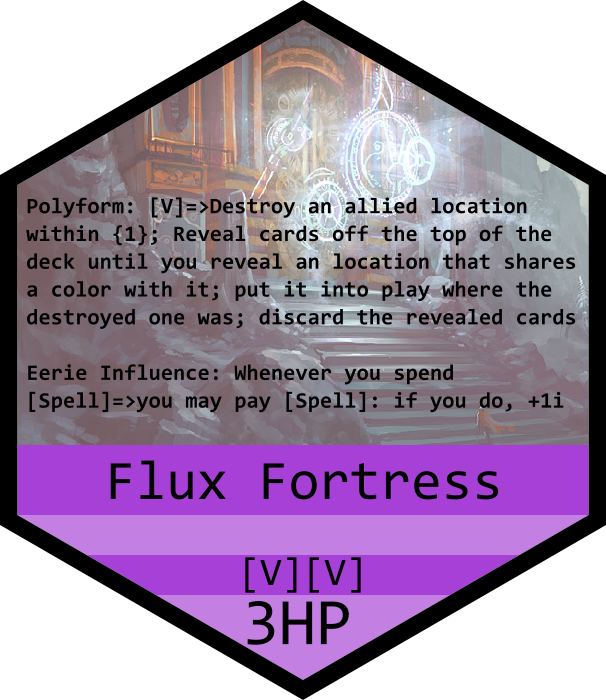 Polyform: [V]=>Destroy an allied location
within {1}; Reveal cards off the top of the
deck until you reveal an location that shares
a color with it; put it into play where the
destroyed one was; discard the revealed cards
Eerie Influence: Whenever you spend
[Spell]=>you may pay [Spell]: if you do, +1i
Flux Fortress
[V][V]
3HP